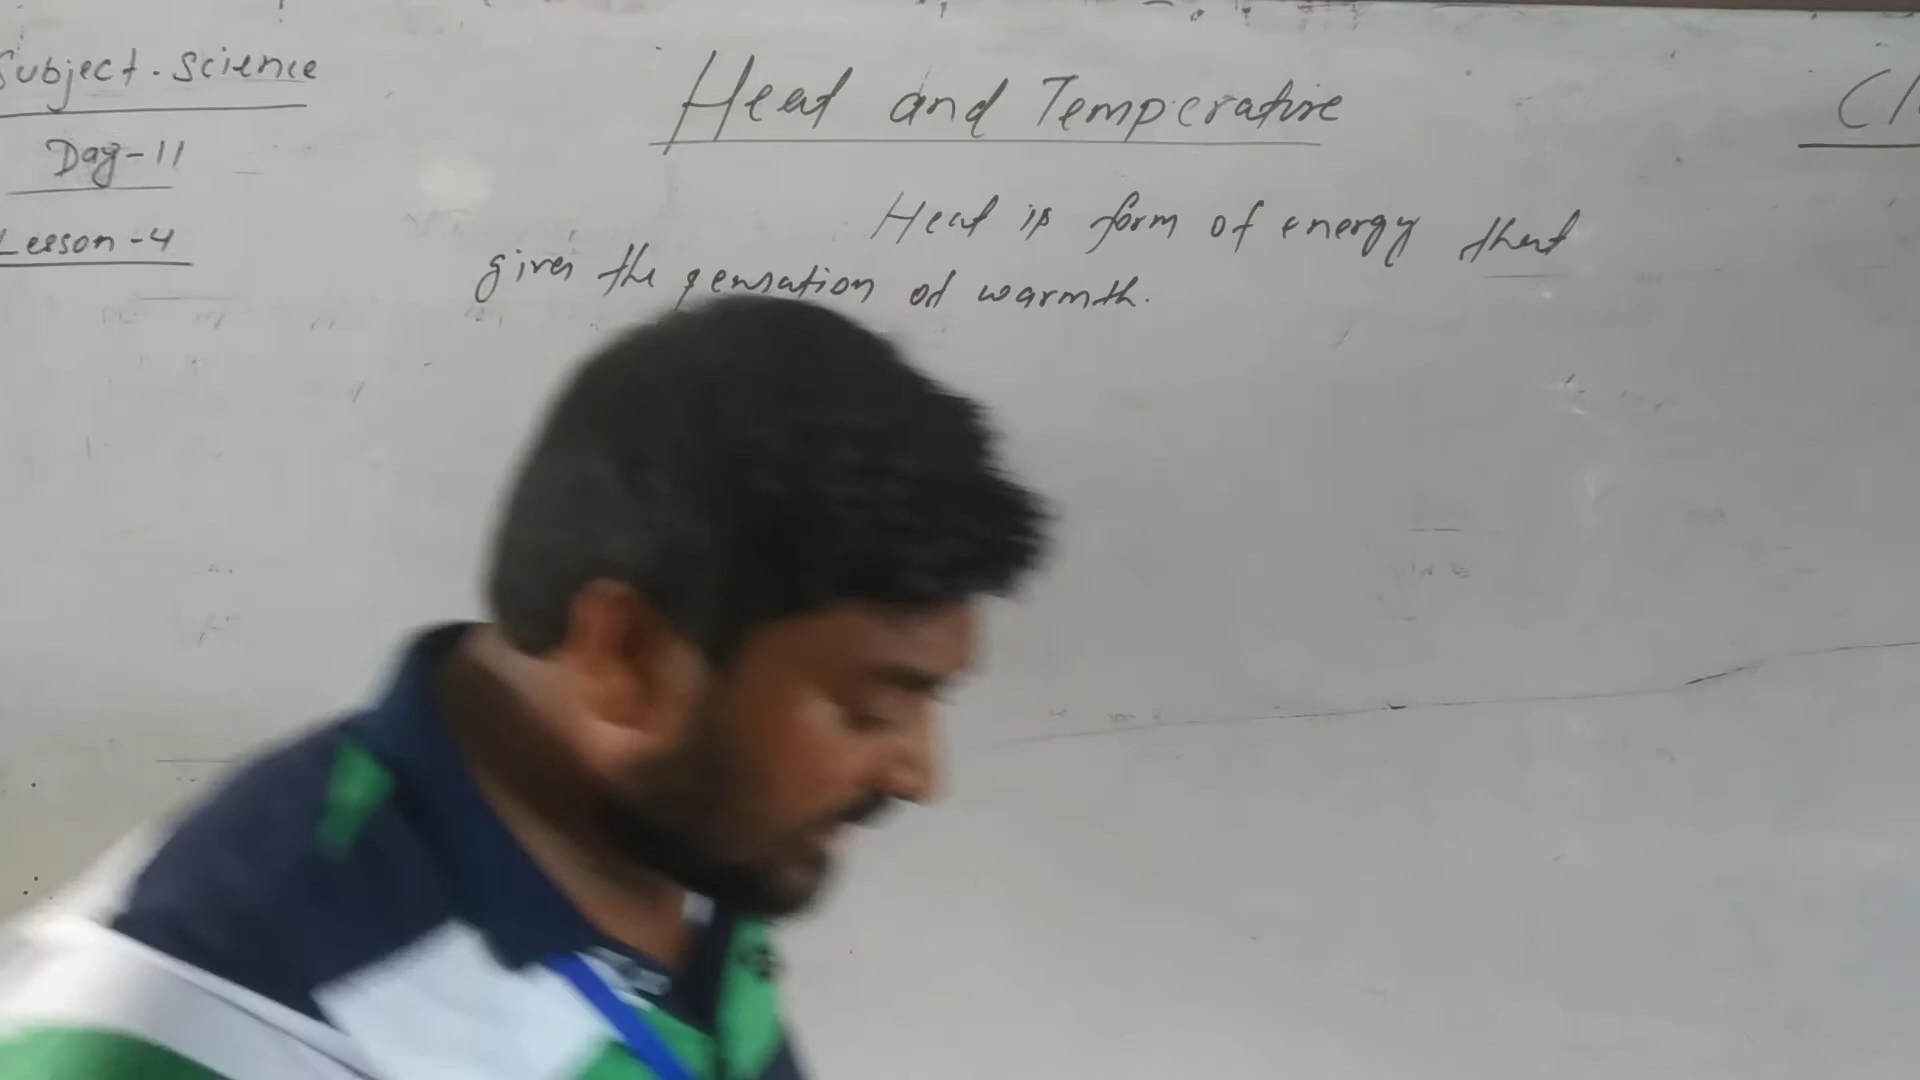 Subject - Science
Day - 11
Lesson - 4
Heat and Temperature
Heat is form of energy that
gives the sensation of warmth.